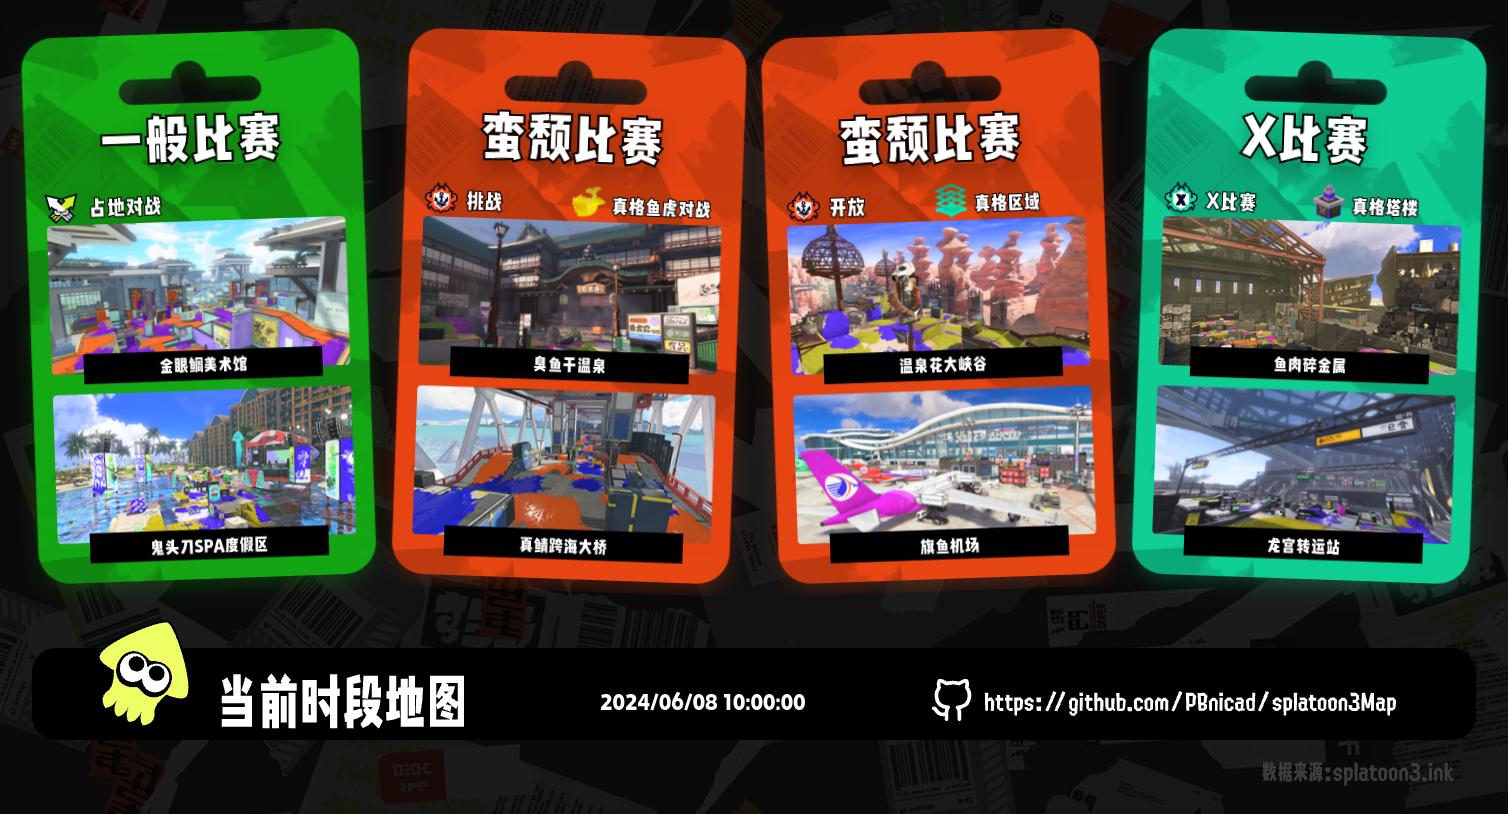 一般比赛
占地对战
金眼鲷美术馆
鬼头刀SPA度假区
蛮颓比赛
挑战
真格鱼虎对战
臭鱼干温泉
真鲭跨海大桥
蛮颓比赛
开放
真格区域
温泉花大峡谷
旗鱼机场
X比赛
X比赛
真格塔楼
鱼肉碎金属
龙宫转运站
当前时段地图
2024/06/08 10:00:00
https://github.com/PBnicad/splatoon3Map
数据来源:splatoon3.ink